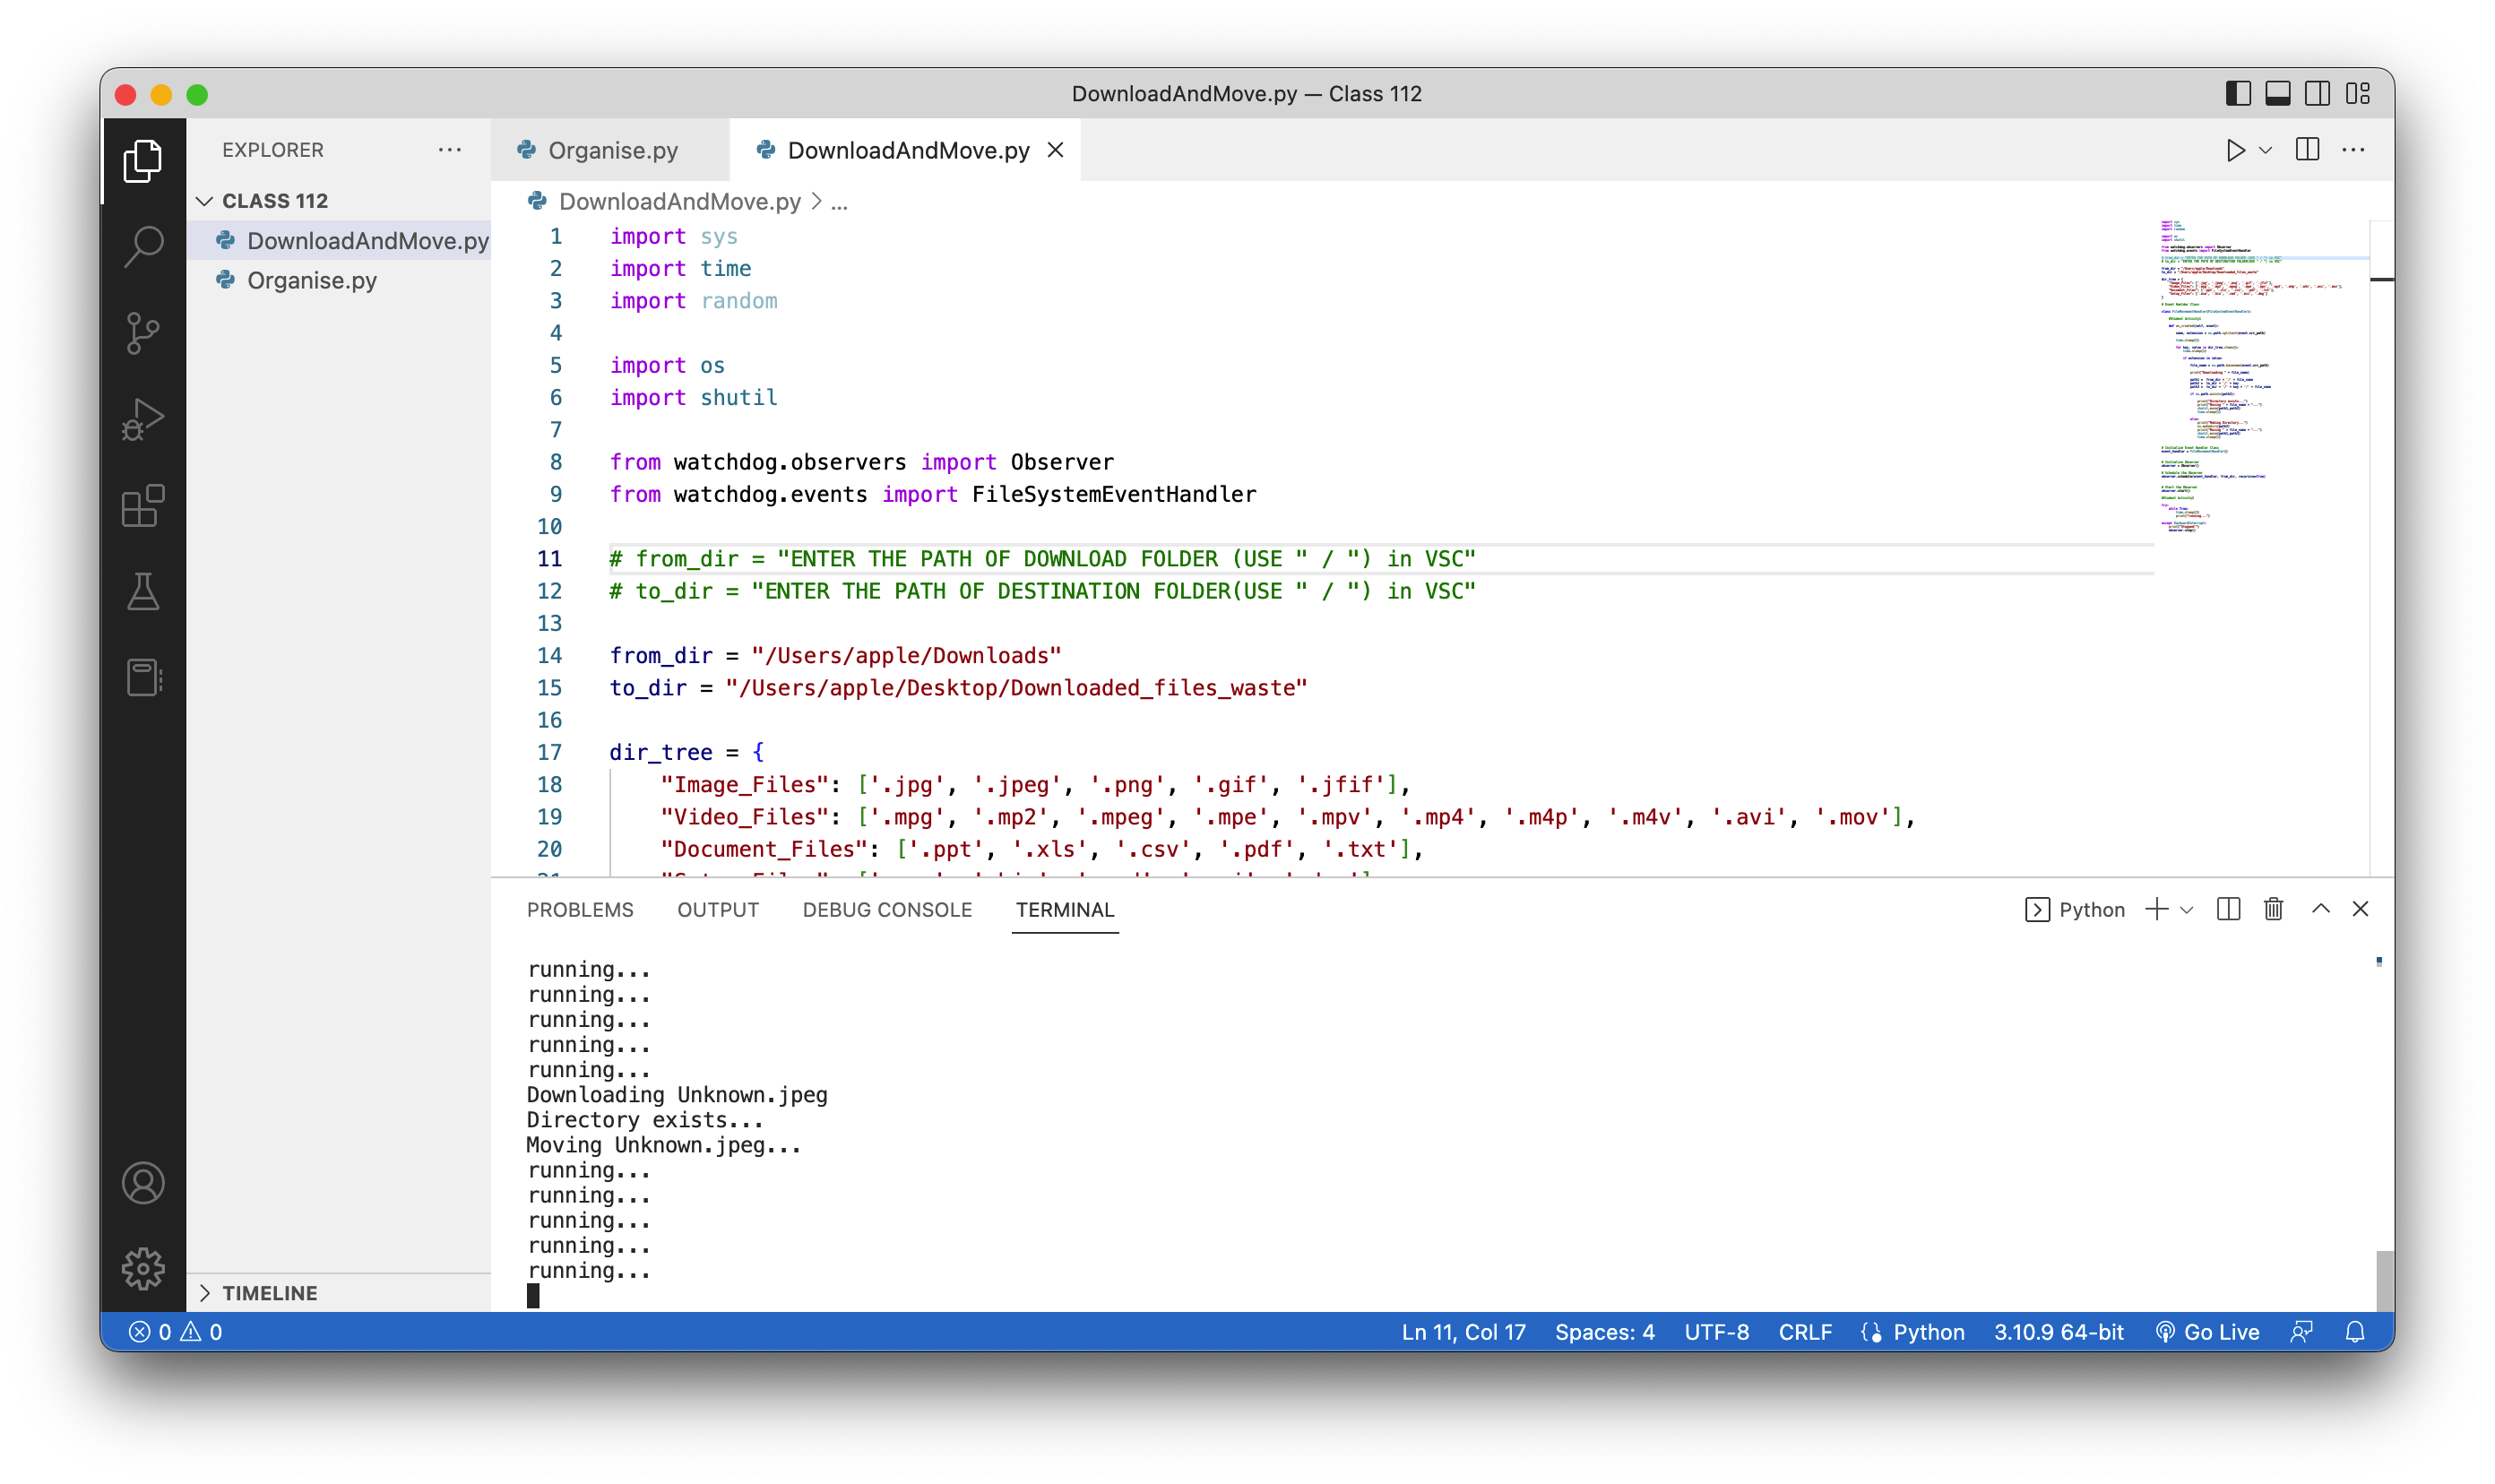 DownloadAndMove.py — Class 112
EXPLORER
CLASS 112
DownloadAndMove.py
Organise.py
TIMELINE
Organise.py
DownloadAndMove.py
DownloadAndMove.py > ...
1 import sys
2 import time
3 import random
4
5 import os
6 import shutil
7
8 from watchdog.observers import Observer
9 from watchdog.events import FileSystemEventHandler
10
11 # from_dir = "ENTER THE PATH OF DOWNLOAD FOLDER (USE " / ") in VSC"
12 # to_dir = "ENTER THE PATH OF DESTINATION FOLDER(USE " / ") in VSC"
13
14 from_dir = "/Users/apple/Downloads"
15 to_dir = "/Users/apple/Desktop/Downloaded_files_waste"
16
17 dir_tree = {
18 "Image_Files": ['.jpg', '.jpeg', '.png', '.gif', '.jfif'],
19 "Video_Files": ['.mpg', '.mp2', '.mpeg', '.mpe', '.mpv', '.mp4', '.m4p', '.m4v', '.avi', '.mov'],
20 "Document_Files": ['.ppt', '.xls', '.csv', '.pdf', '.txt'],
PROBLEMS OUTPUT DEBUG CONSOLE TERMINAL
Python
running...
running...
running...
running...
running...
Downloading Unknown.jpeg
Directory exists...
Moving Unknown.jpeg...
running...
running...
running...
running...
running...
0 0 Ln 11, Col 17 Spaces: 4 UTF-8 CRLF Python 3.10.9 64-bit Go Live